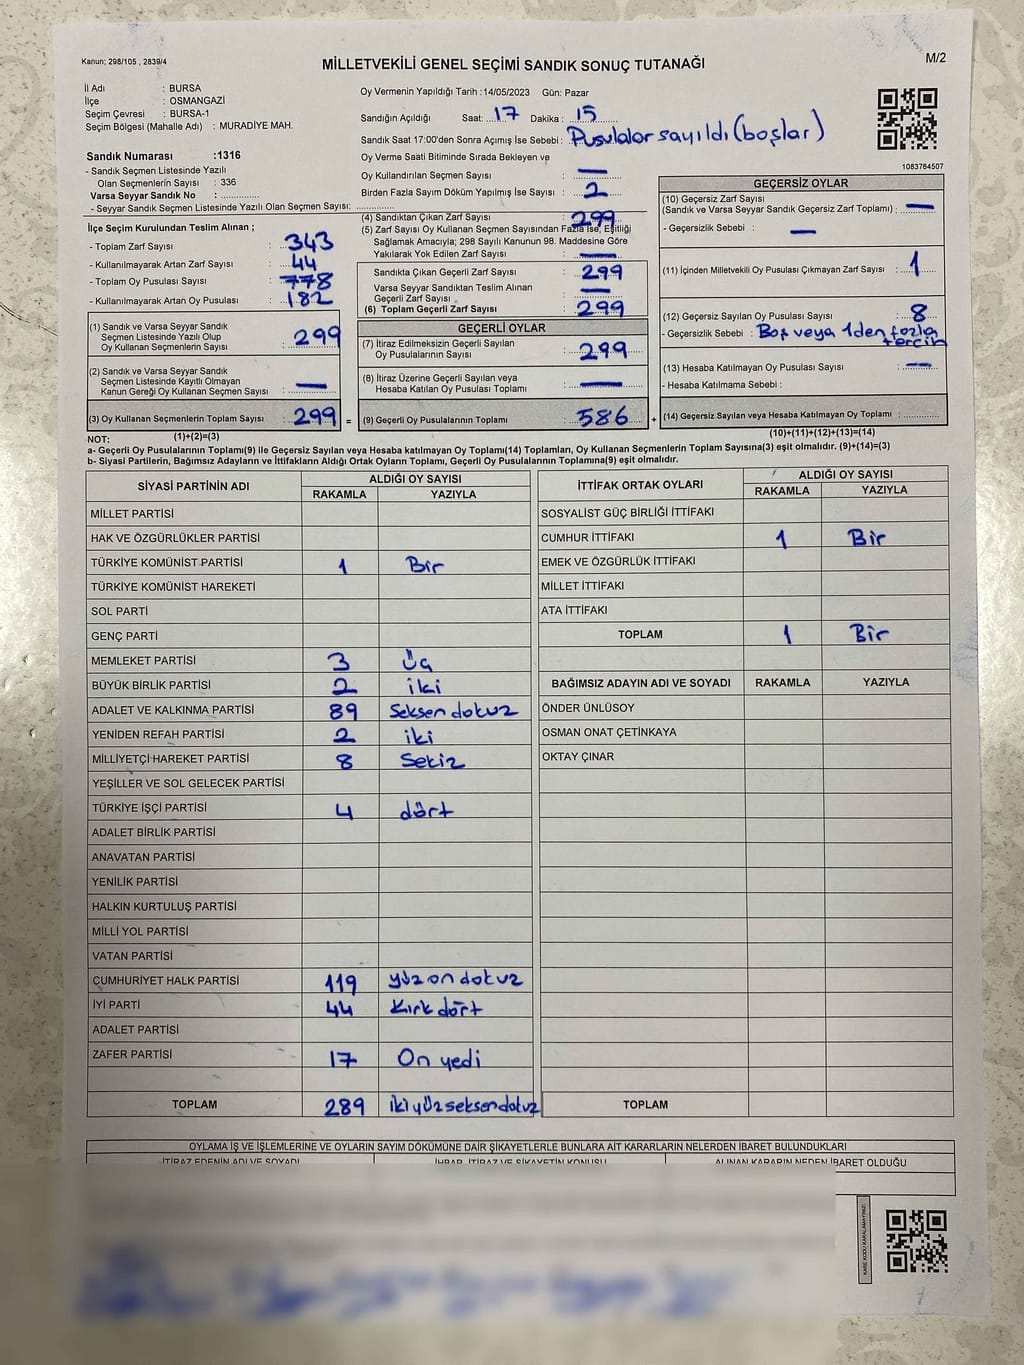 Kanun; 298/105 , 2839/4
MİLLETVEKİLİ GENEL SEÇİMİ SANDIK SONUÇ TUTANAĞI
M/2
İl Adı : BURSA
İlçe : OSMANGAZİ
Seçim Çevresi : BURSA-1
Seçim Bölgesi (Mahalle Adı) : MURADİYE MAH.
Oy Vermenin Yapıldığı Tarih :14/05/2023 Gün: Pazar
Sandığın Açıldığı Saat: 17 Dakika : 15
Sandık Saat 17:00'den Sonra Açımış İse Sebebi : Pusulalar sayıldı (boşlar)
Oy Verme Saati Bitiminde Sırada Bekleyen ve
Oy Kullandırılan Seçmen Sayısı : —
Birden Fazla Sayım Döküm Yapılmış İse Sayısı : 2
1083764507
Sandık Numarası :1316
- Sandık Seçmen Listesinde Yazılı
Olan Seçmenlerin Sayısı : 336
Varsa Seyyar Sandık No :
- Seyyar Sandık Seçmen Listesinde Yazılı Olan Seçmenlerin Sayısı:
İlçe Seçim Kurulundan Teslim Alınan ;
- Toplam Zarf Sayısı : 343
- Kullanılmayarak Artan Zarf Sayısı : 44
- Toplam Oy Pusulası Sayısı : 778
- Kullanılmayarak Artan Oy Pusulası : 182
(1) Sandık ve Varsa Seyyar Sandık
Seçmen Listesinde Yazılı Olup
Oy Kullanan Seçmenlerin Sayısı : 299
(2) Sandık ve Varsa Seyyar Sandık
Seçmen Listesinde Kayıtlı Olmayan
Kanun Gereği Oy Kullanan Seçmen Sayısı : —
(3) Oy Kullanan Seçmenlerin Toplam Sayısı : 299 =
(4) Sandıktan Çıkan Zarf Sayısı : 299
(5) Zarf Sayısı Oy Kullanan Seçmen Sayısından Fazla İse, Eşitliği
Sağlamak Amacıyla; 298 Sayılı Kanunun 98. Maddesine Göre
Yakılarak Yok Edilen Zarf Sayısı : —
Sandıkta Çıkan Geçerli Zarf Sayısı : 299
Varsa Seyyar Sandıktan Teslim Alınan
Geçerli Zarf Sayısı : —
(6) Toplam Geçerli Zarf Sayısı : 299
GEÇERLİ OYLAR
(7) İtiraz Edilmeksizin Geçerli Sayılan
Oy Pusulalarının Sayısı : 299
(8) İtiraz Üzerine Geçerli Sayılan veya
Hesaba Katılan Oy Pusulası Toplamı : —
(9) Geçerli Oy Pusulalarının Toplamı : 586 +
GEÇERSİZ OYLAR
(10) Geçersiz Zarf Sayısı
(Sandık ve Varsa Seyyar Sandık Geçersiz Zarf Toplamı) : —
- Geçersizlik Sebebi : —
(11) İçinden Milletvekili Oy Pusulası Çıkmayan Zarf Sayısı : 1
(12) Geçersiz Sayılan Oy Pusulası Sayısı : 8
- Geçersizlik Sebebi : Boş veya 1den fazla tercih
(13) Hesaba Katılmayan Oy Pusulası Sayısı : —
- Hesaba Katılmama Sebebi :
(14) Geçersiz Sayılan veya Hesaba Katılmayan Oy Toplamı :
NOT: (1)+(2)=(3) (10)+(11)+(12)+(13)=(14)
a- Geçerli Oy Pusulalarının Toplamı(9) ile Geçersiz Sayılan veya Hesaba katılmayan Oy Toplamı(14) Toplamları, Oy Kullanan Seçmenlerin Toplam Sayısına(3) eşit olmalıdır. (9)+(14)=(3)
b- Siyasi Partilerin, Bağımsız Adayların ve İttifakların Aldığı Ortak Oyların Toplamı, Geçerli Oy Pusulalarının Toplamına(9) eşit olmalıdır.
SİYASİ PARTİNİN ADI ALDIĞI OY SAYISI
RAKAMLA YAZIYLA
MİLLET PARTİSİ
HAK VE ÖZGÜRLÜKLER PARTİSİ
TÜRKİYE KOMÜNİST PARTİSİ 1 Bir
TÜRKİYE KOMÜNİST HAREKETİ
SOL PARTİ
GENÇ PARTİ
MEMLEKET PARTİSİ 3 Üç
BÜYÜK BİRLİK PARTİSİ 2 iki
ADALET VE KALKINMA PARTİSİ 89 Seksen dokuz
YENİDEN REFAH PARTİSİ 2 iki
MİLLİYETÇİ HAREKET PARTİSİ 8 Sekiz
YEŞİLLER VE SOL GELECEK PARTİSİ
TÜRKİYE İŞÇİ PARTİSİ 4 dört
ADALET BİRLİK PARTİSİ
ANAVATAN PARTİSİ
YENİLİK PARTİSİ
HALKIN KURTULUŞ PARTİSİ
MİLLİ YOL PARTİSİ
VATAN PARTİSİ
CUMHURİYET HALK PARTİSİ 119 yüz on dokuz
İYİ PARTİ 44 Kırk dört
ADALET PARTİSİ
ZAFER PARTİSİ 17 On yedi
TOPLAM 289 iki yüz seksen dokuz
İTTİFAK ORTAK OYLARI ALDIĞI OY SAYISI
RAKAMLA YAZIYLA
SOSYALİST GÜÇ BİRLİĞİ İTTİFAKI
CUMHUR İTTİFAKI 1 Bir
EMEK VE ÖZGÜRLÜK İTTİFAKI
MİLLET İTTİFAKI
ATA İTTİFAKI
TOPLAM 1 Bir
BAĞIMSIZ ADAYIN ADI VE SOYADI RAKAMLA YAZIYLA
ÖNDER ÜNLÜSOY
OSMAN ONAT ÇETİNKAYA
OKTAY ÇINAR
TOPLAM
OYLAMA İŞ VE İŞLEMLERİNE VE OYLARIN SAYIM DÖKÜMÜNE DAİR ŞİKAYETLERLE BUNLARA AİT KARARLARIN NELERDEN İBARET BULUNDUKLARI
İTİRAZ EDENİN ADI VE SOYADI İHBAR, İTİRAZ VE ŞİKAYETİN KONUSU ALINAN KARARIN NEDEN İBARET OLDUĞU
KARE KODU KARALAMAYINIZ!